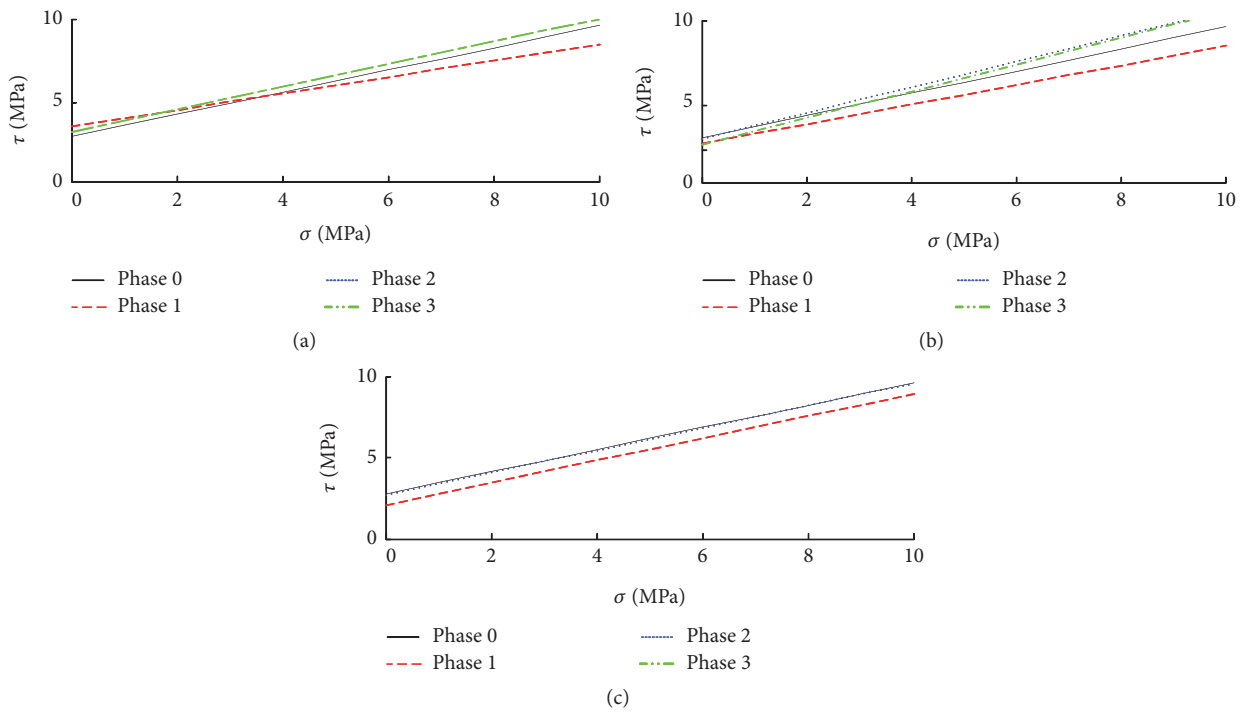 10
5
0
τ (MPa)
0 2 4 6 8 10
σ (MPa)
Phase 0
Phase 2
Phase 1
Phase 3
(a)
10
5
0
τ (MPa)
0 2 4 6 8 10
σ (MPa)
Phase 0
Phase 2
Phase 1
Phase 3
(b)
10
5
0
τ (MPa)
0 2 4 6 8 10
σ (MPa)
Phase 0
Phase 2
Phase 1
Phase 3
(c)